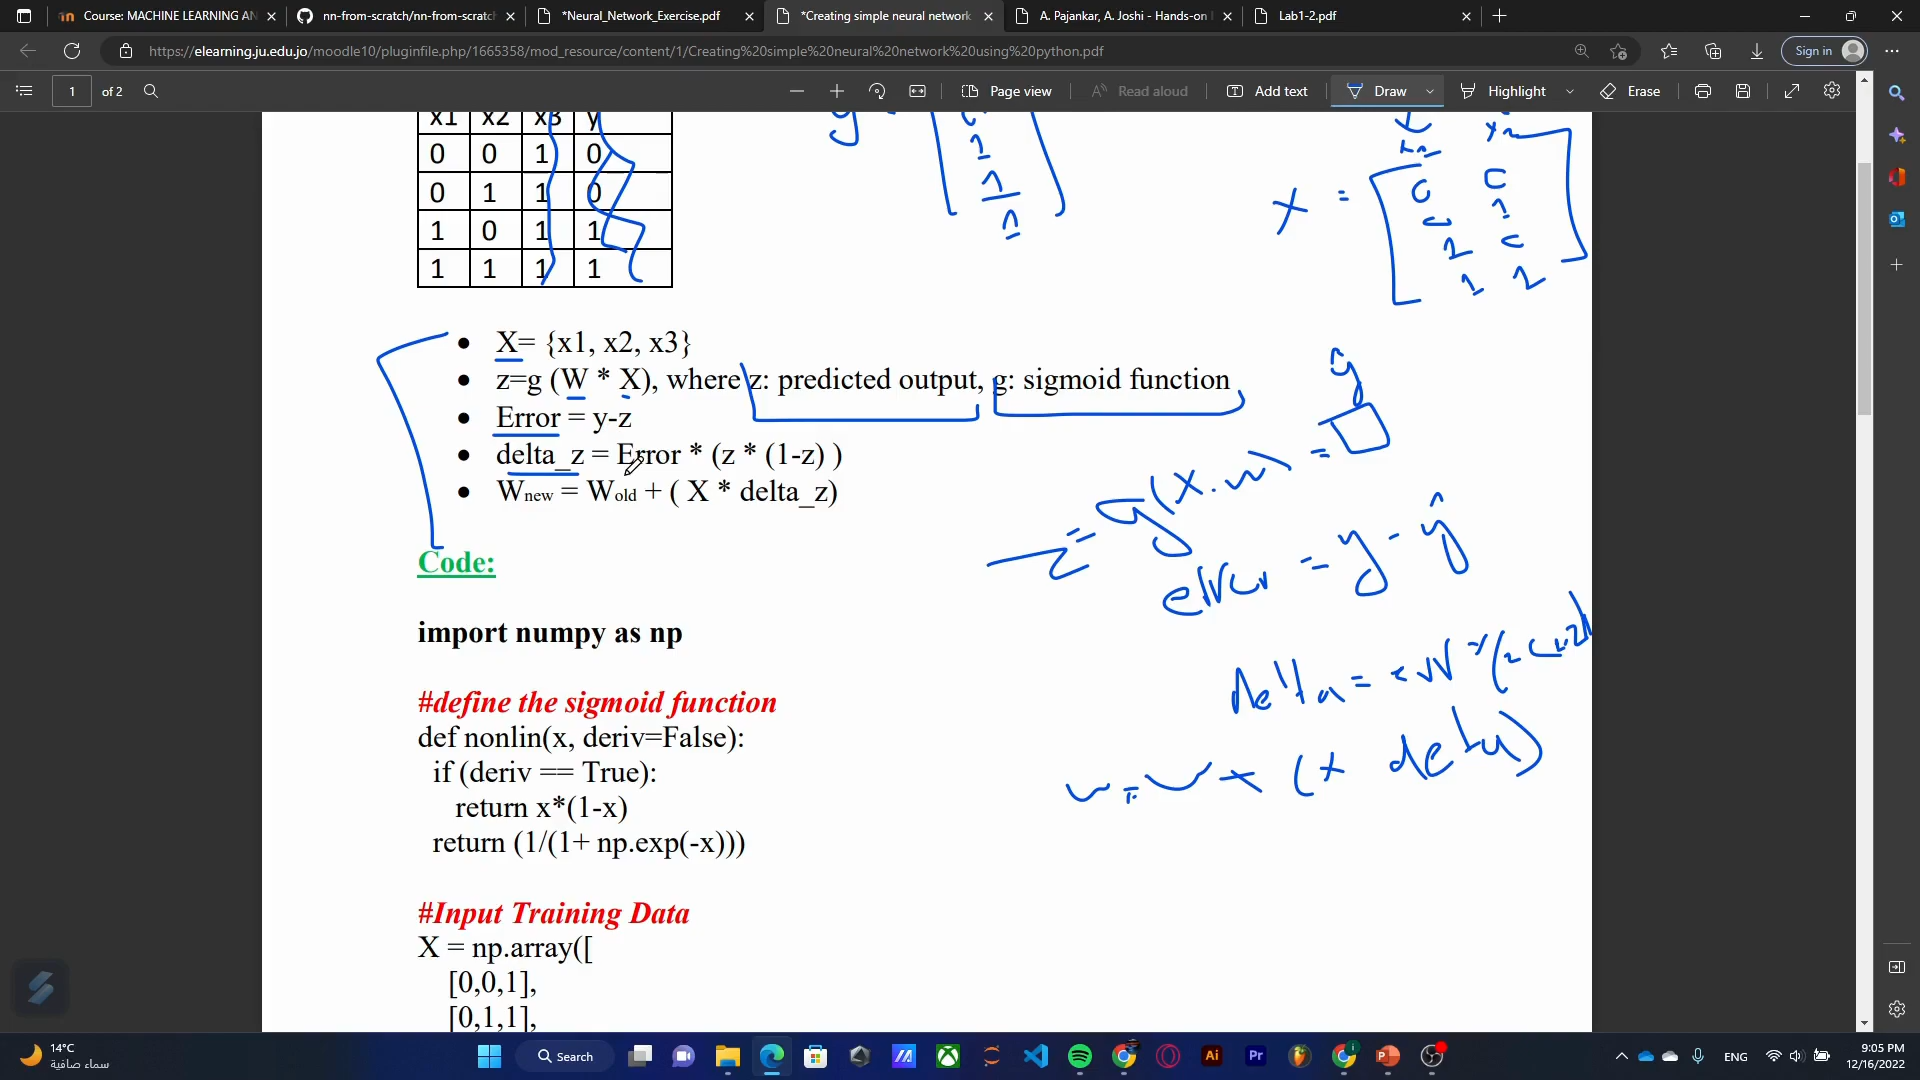 Course: MACHINE LEARNING AN
nn-from-scratch/nn-from-scratch
*Neural_Network_Exercise.pdf
*Creating simple neural network
A. Pajankar, A. Joshi - Hands-on
Lab1-2.pdf
https://elearning.ju.edu.jo/moodle10/pluginfile.php/1665358/mod_resource/content/1/Creating%20simple%20neural%20network%20using%20python.pdf
Sign in
1 of 2
Page view
Read aloud
Add text
Draw
Highlight
Erase
x1 x2 x3 y
0 0 1 0
0 1 1 0
1 0 1 1
1 1 1 1
X =
• X= {x1, x2, x3}
• z=g (W * X), where z: predicted output, g: sigmoid function
• Error = y-z
• delta_z = Error * (z * (1-z) )
• Wnew = Wold + ( X * delta_z)
z = g(X.w) = ŷ
error = y - ŷ
delta = err
(x delta)
Code:
import numpy as np
#define the sigmoid function
def nonlin(x, deriv=False):
if (deriv == True):
return x*(1-x)
return (1/(1+ np.exp(-x)))
#Input Training Data
X = np.array([
[0,0,1],
[0,1,1],
14°C
سماء صافية
Search
ENG
9:05 PM
12/16/2022